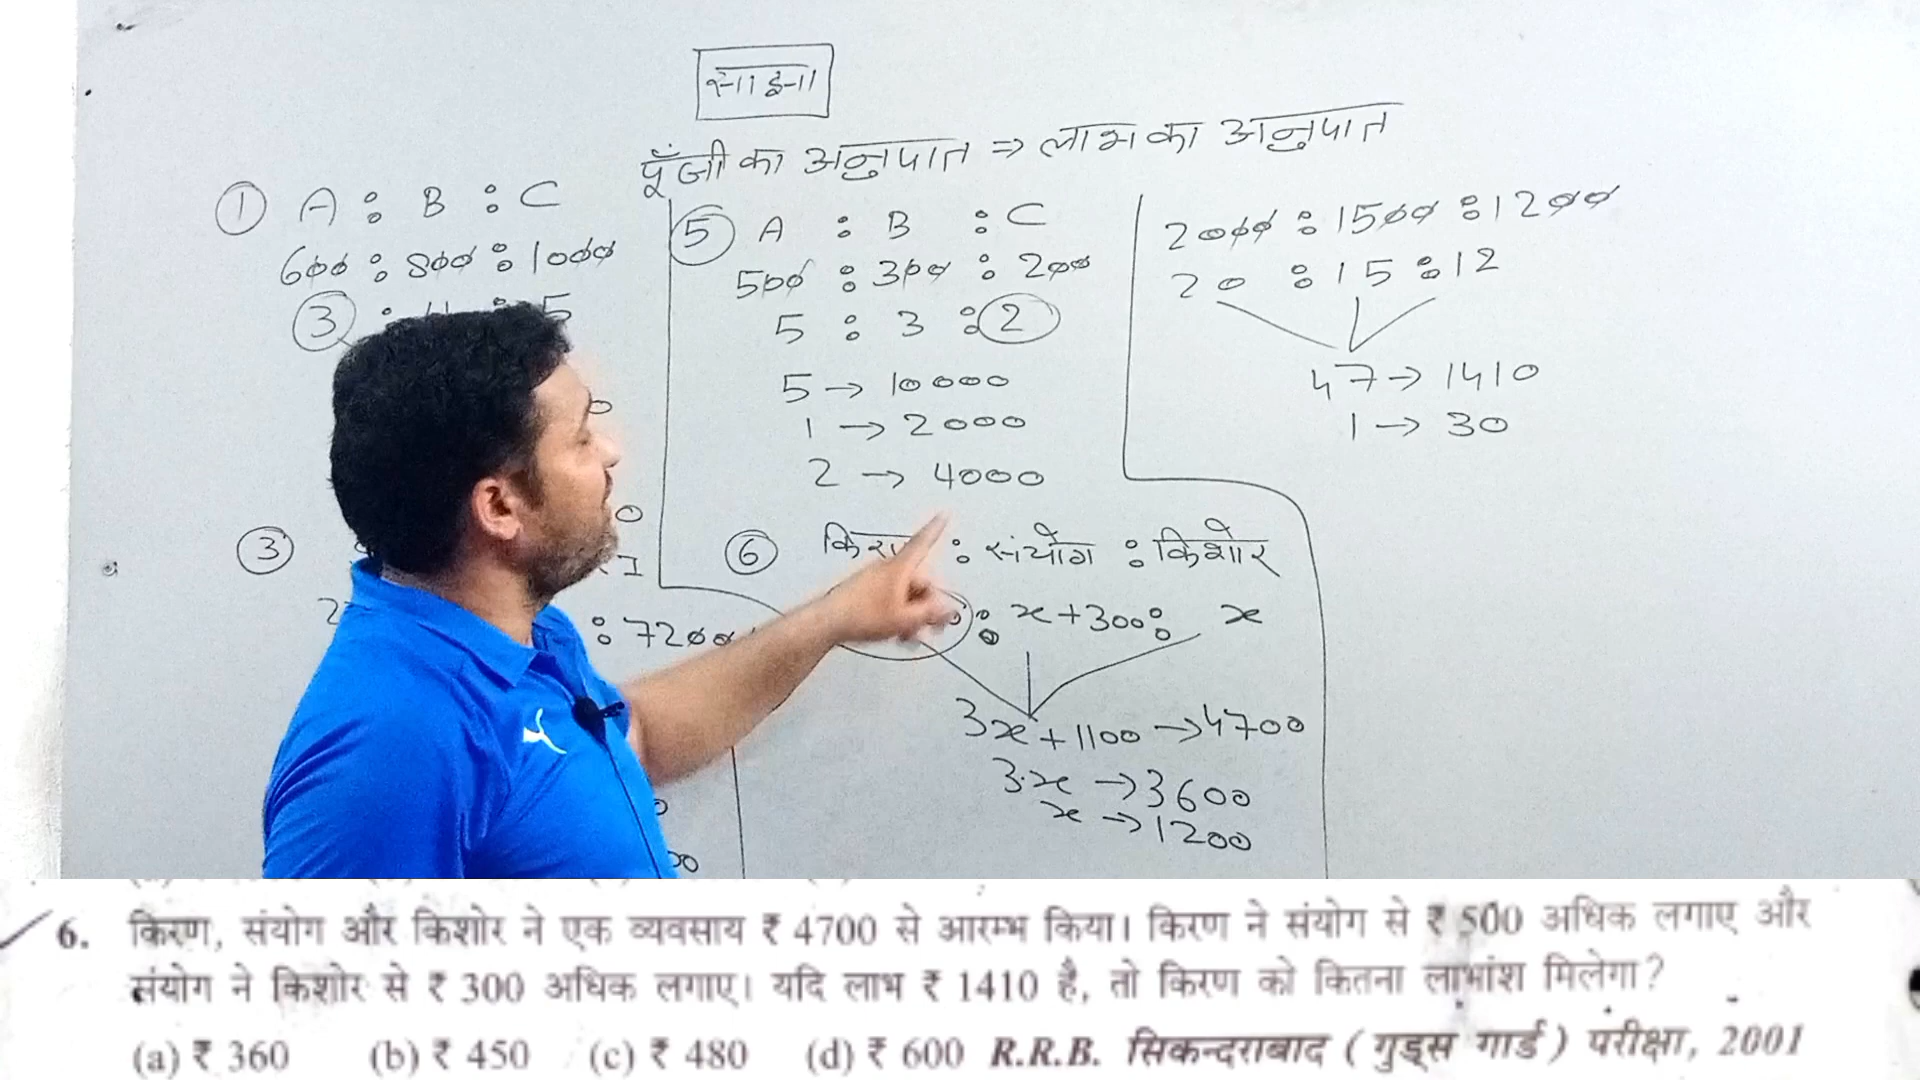 साझा
पूँजी का अनुपात ⇒ लाभ का अनुपात
① A : B : C
600 : 800 : 1000
③ : 5
③
: 7200
⑤ A : B : C
500 : 300 : 200
5 : 3 : ②
5 → 10000
1 → 2000
2 → 4000
2000 : 1500 : 1200
20 : 15 : 12
47 → 1410
1 → 30
⑥ : संयोग : किशोर
: x+300 : x
3x+1100 → 4700
3x → 3600
x → 1200
6. किरण, संयोग और किशोर ने एक व्यवसाय ₹ 4700 से आरम्भ किया। किरण ने संयोग से ₹ 500 अधिक लगाए और
संयोग ने किशोर से ₹ 300 अधिक लगाए। यदि लाभ ₹ 1410 है, तो किरण को कितना लाभांश मिलेगा?
(a) ₹ 360 (b) ₹ 450 (c) ₹ 480 (d) ₹ 600 R.R.B. सिकन्दराबाद (गुड्स गार्ड) परीक्षा, 2001